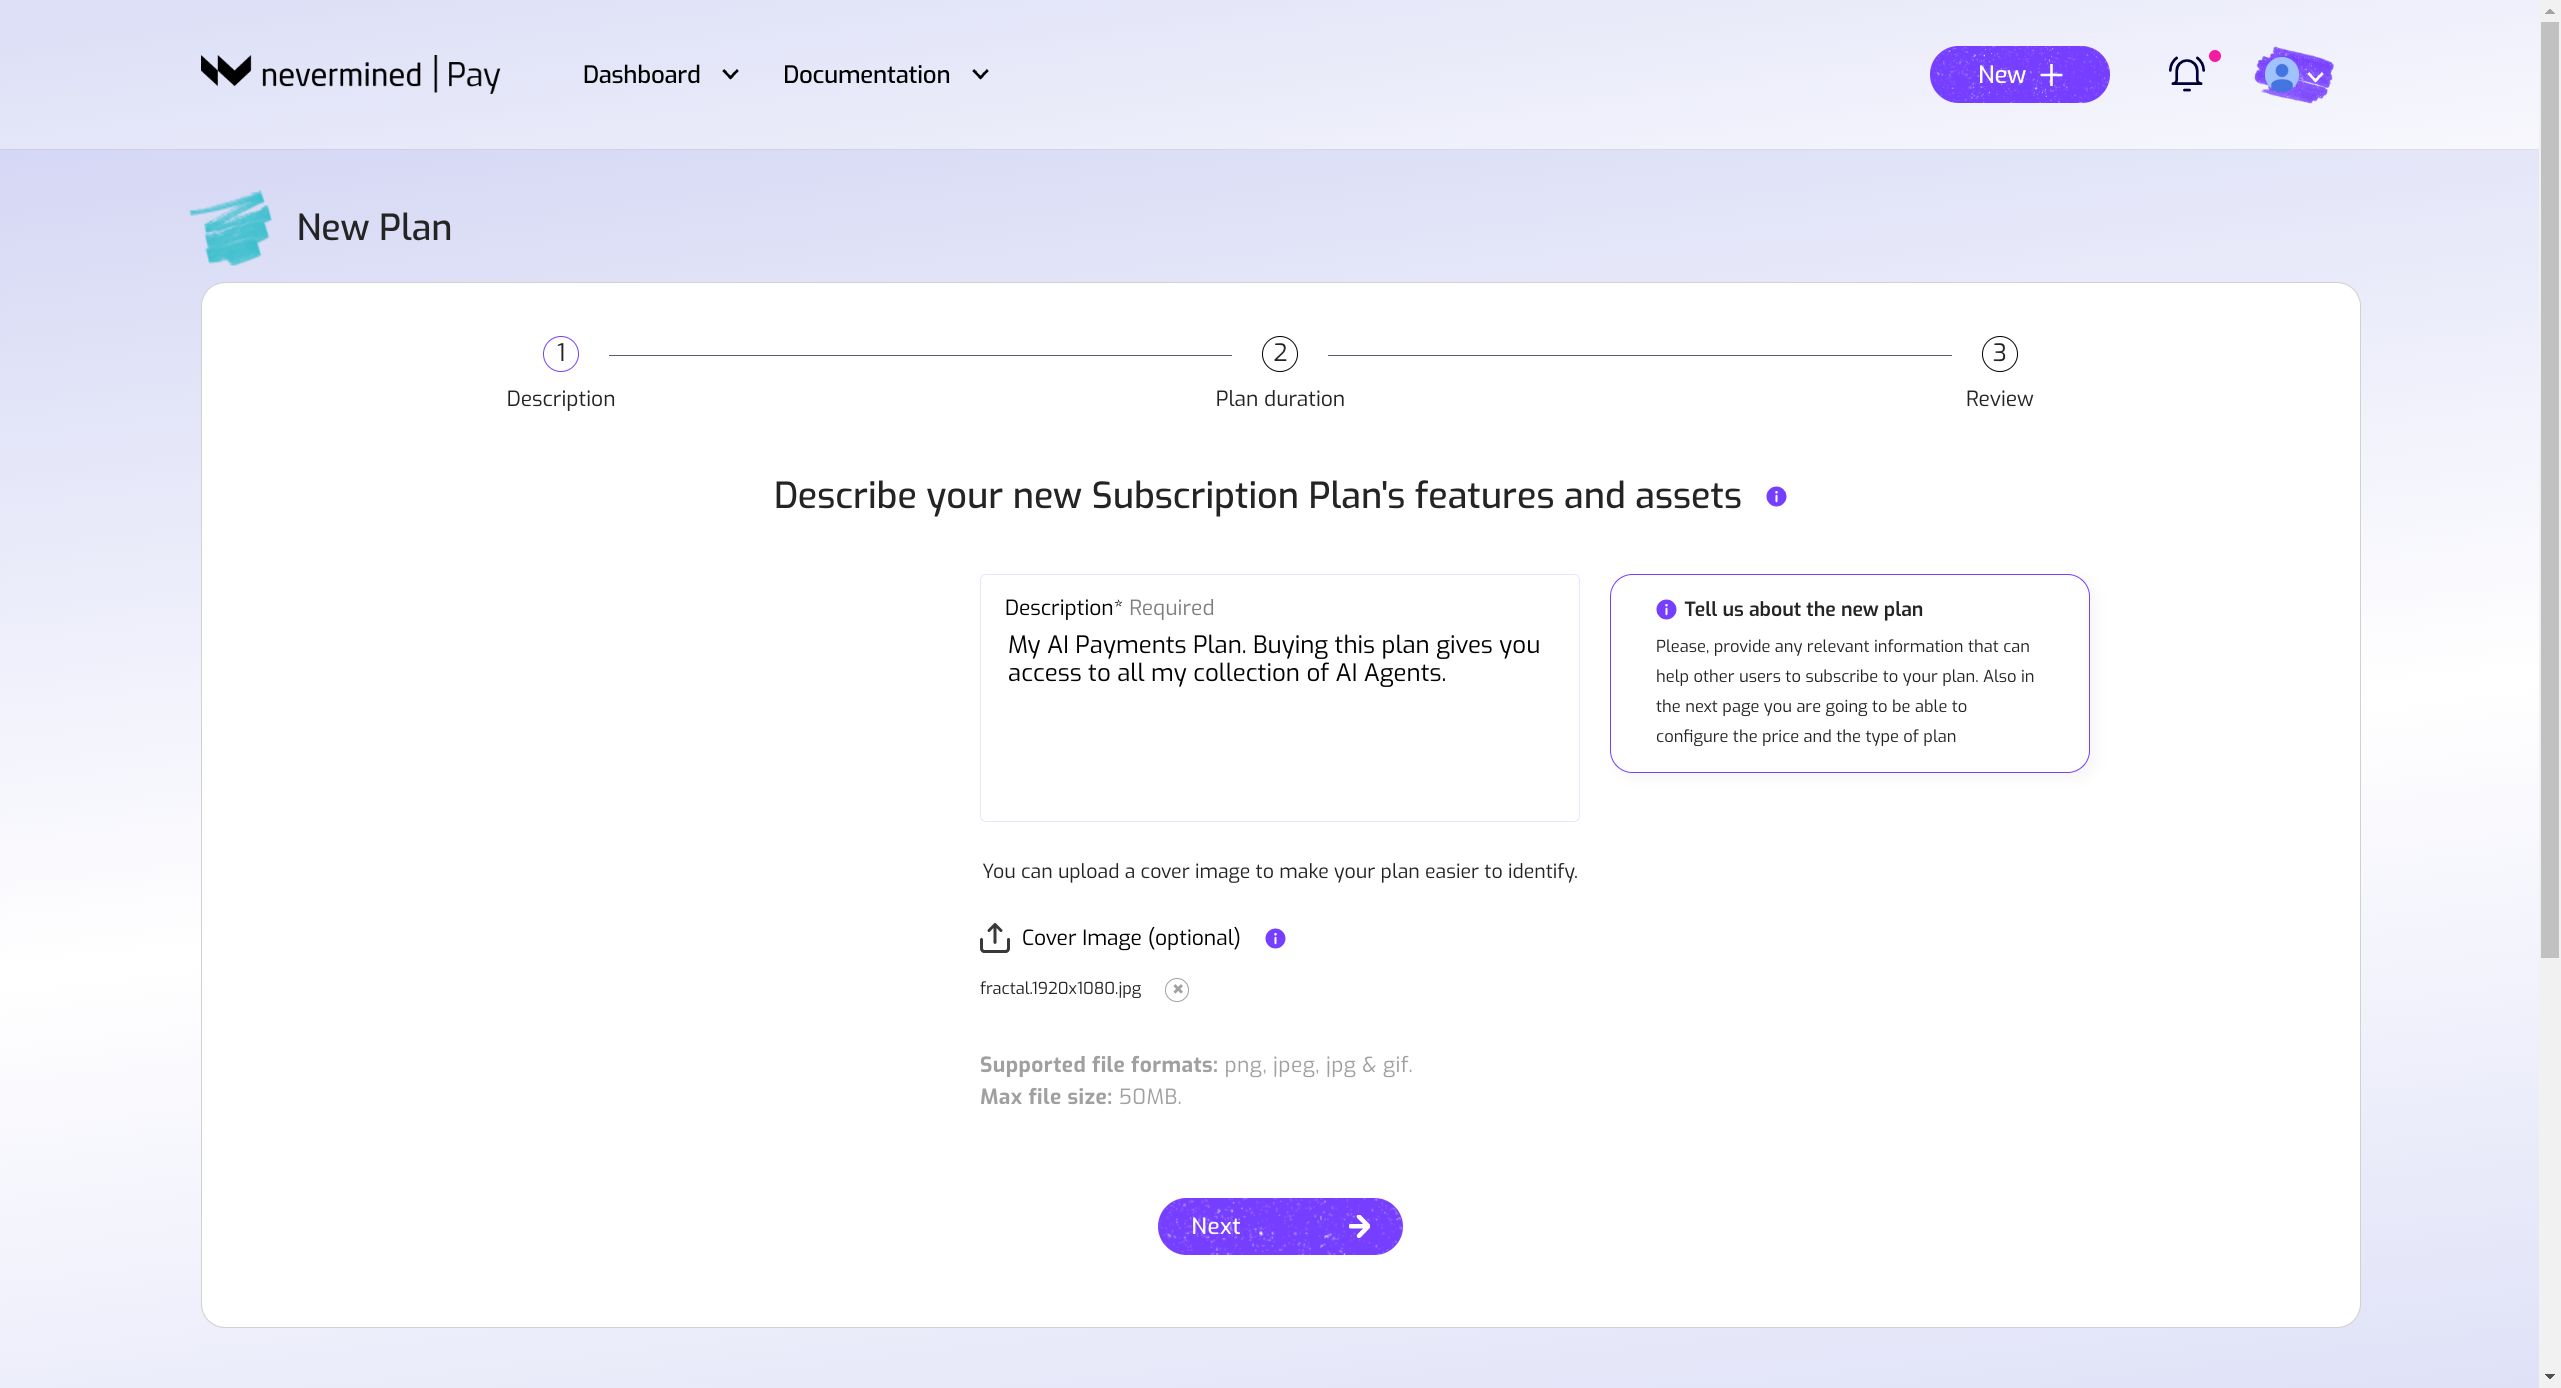 nevermined | Pay
Dashboard
Documentation
New +
New Plan
1
2
3
Description
Plan duration
Review
Describe your new Subscription Plan's features and assets
Description* Required
My AI Payments Plan. Buying this plan gives you
access to all my collection of AI Agents.
Tell us about the new plan
Please, provide any relevant information that can
help other users to subscribe to your plan. Also in
the next page you are going to be able to
configure the price and the type of plan
You can upload a cover image to make your plan easier to identify.
Cover Image (optional)
fractal.1920x1080.jpg
Supported file formats: png, jpeg, jpg & gif.
Max file size: 50MB.
Next